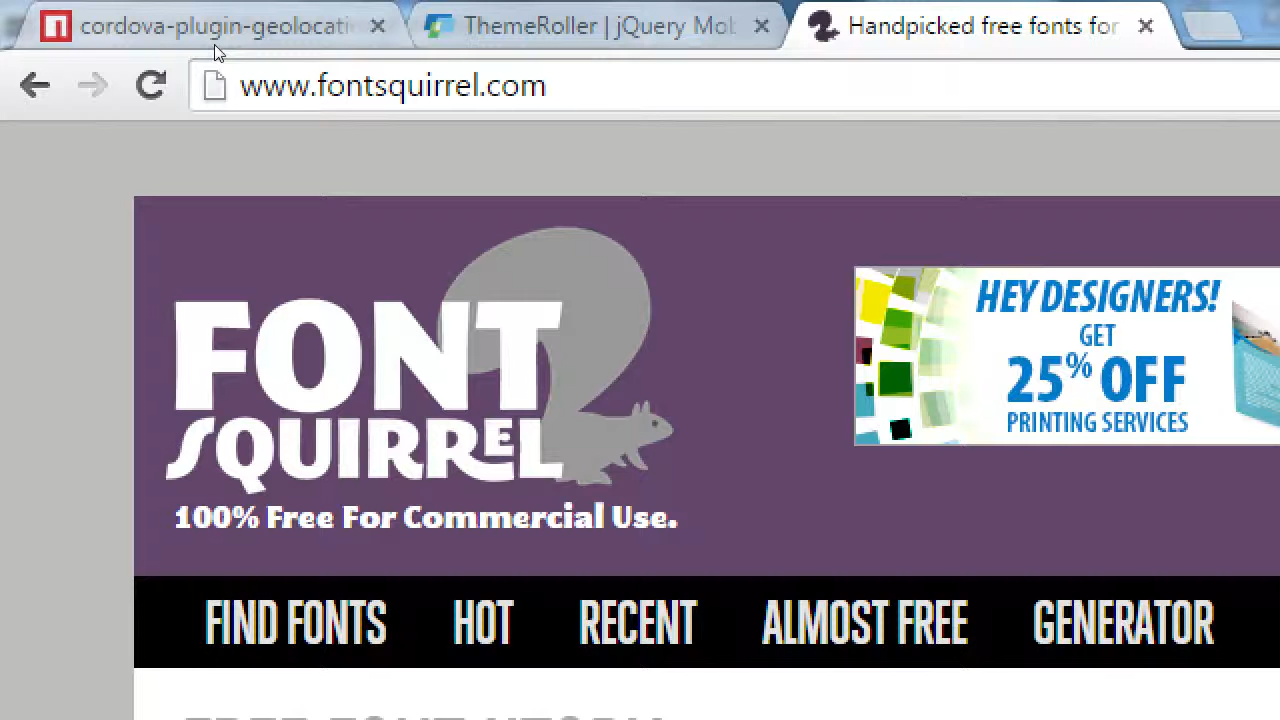 cordova-plugin-geolocati
ThemeRoller | jQuery Mob
Handpicked free fonts for
www.fontsquirrel.com
FONT
SQUIRREL
100% Free For Commercial Use.
HEY DESIGNERS!
GET
25% OFF
PRINTING SERVICES
FIND FONTS HOT RECENT ALMOST FREE GENERATOR